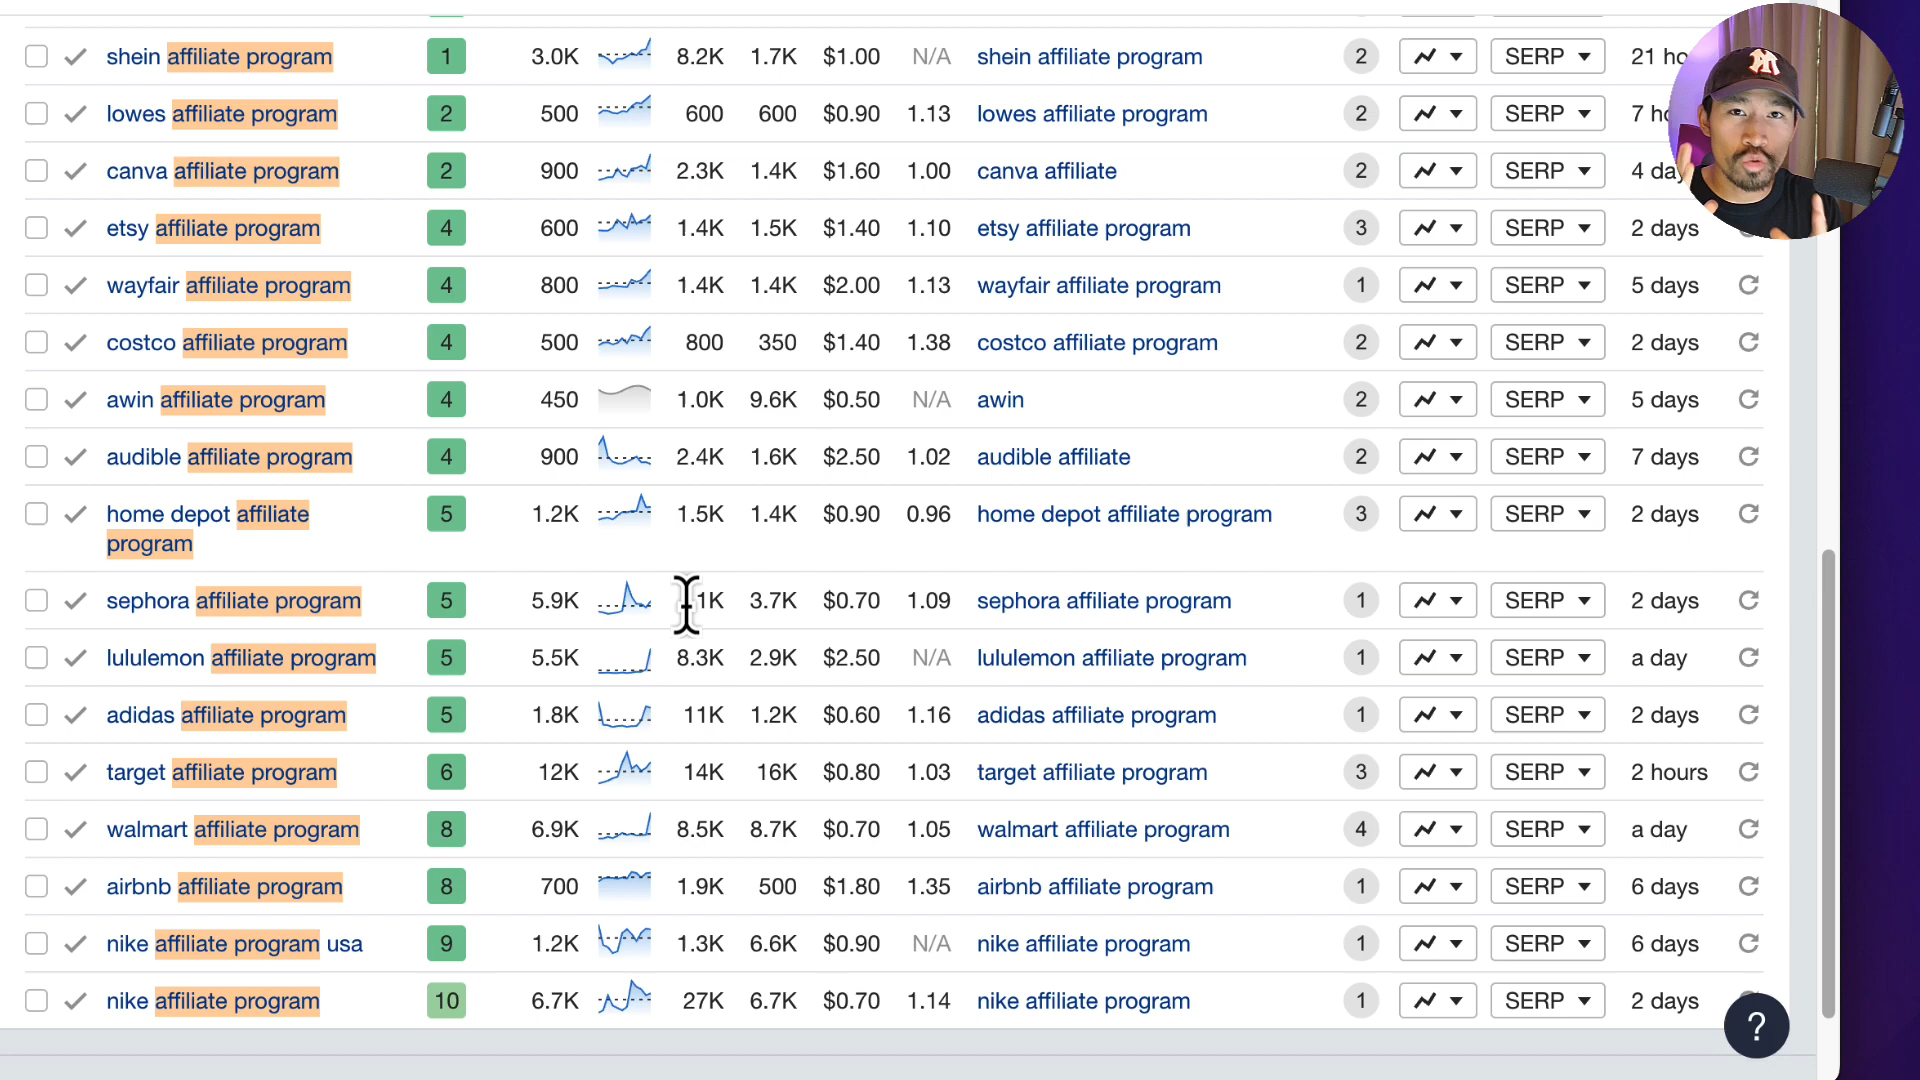 shein affiliate program 1 3.0K 8.2K 1.7K $1.00 N/A shein affiliate program 2 SERP 21
lowes affiliate program 2 500 600 600 $0.90 1.13 lowes affiliate program 2 SERP 7
canva affiliate program 2 900 2.3K 1.4K $1.60 1.00 canva affiliate 2 SERP 4
etsy affiliate program 4 600 1.4K 1.5K $1.40 1.10 etsy affiliate program 3 SERP 2 days
wayfair affiliate program 4 800 1.4K 1.4K $2.00 1.13 wayfair affiliate program 1 SERP 5 days
costco affiliate program 4 500 800 350 $1.40 1.38 costco affiliate program 2 SERP 2 days
awin affiliate program 4 450 1.0K 9.6K $0.50 N/A awin 2 SERP 5 days
audible affiliate program 4 900 2.4K 1.6K $2.50 1.02 audible affiliate 2 SERP 7 days
home depot affiliate 5 1.2K 1.5K 1.4K $0.90 0.96 home depot affiliate program 3 SERP 2 days
program
sephora affiliate program 5 5.9K 3.7K $0.70 1.09 sephora affiliate program 1 SERP 2 days
lululemon affiliate program 5 5.5K 8.3K 2.9K $2.50 N/A lululemon affiliate program 1 SERP a day
adidas affiliate program 5 1.8K 11K 1.2K $0.60 1.16 adidas affiliate program 1 SERP 2 days
target affiliate program 6 12K 14K 16K $0.80 1.03 target affiliate program 3 SERP 2 hours
walmart affiliate program 8 6.9K 8.5K 8.7K $0.70 1.05 walmart affiliate program 4 SERP a day
airbnb affiliate program 8 700 1.9K 500 $1.80 1.35 airbnb affiliate program 1 SERP 6 days
nike affiliate program usa 9 1.2K 1.3K 6.6K $0.90 N/A nike affiliate program 1 SERP 6 days
nike affiliate program 10 6.7K 27K 6.7K $0.70 1.14 nike affiliate program 1 SERP 2 days
?